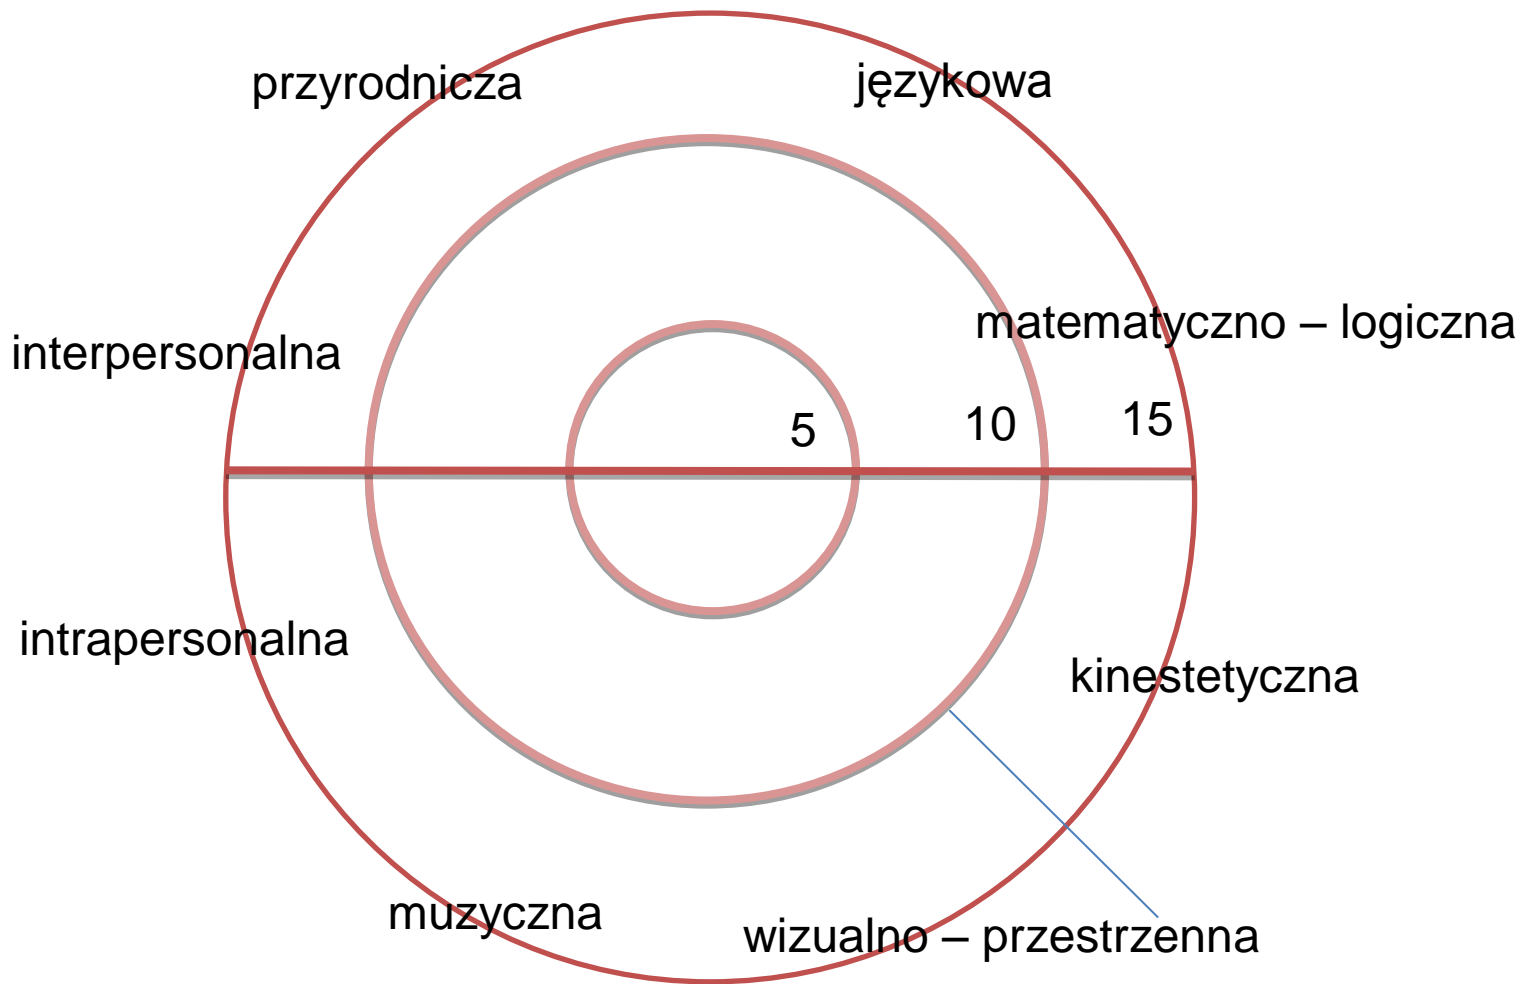 przyrodnicza
językowa
interpersonalna
matematyczno – logiczna
5
10
15
intrapersonalna
kinestetyczna
muzyczna
wizualno – przestrzenna